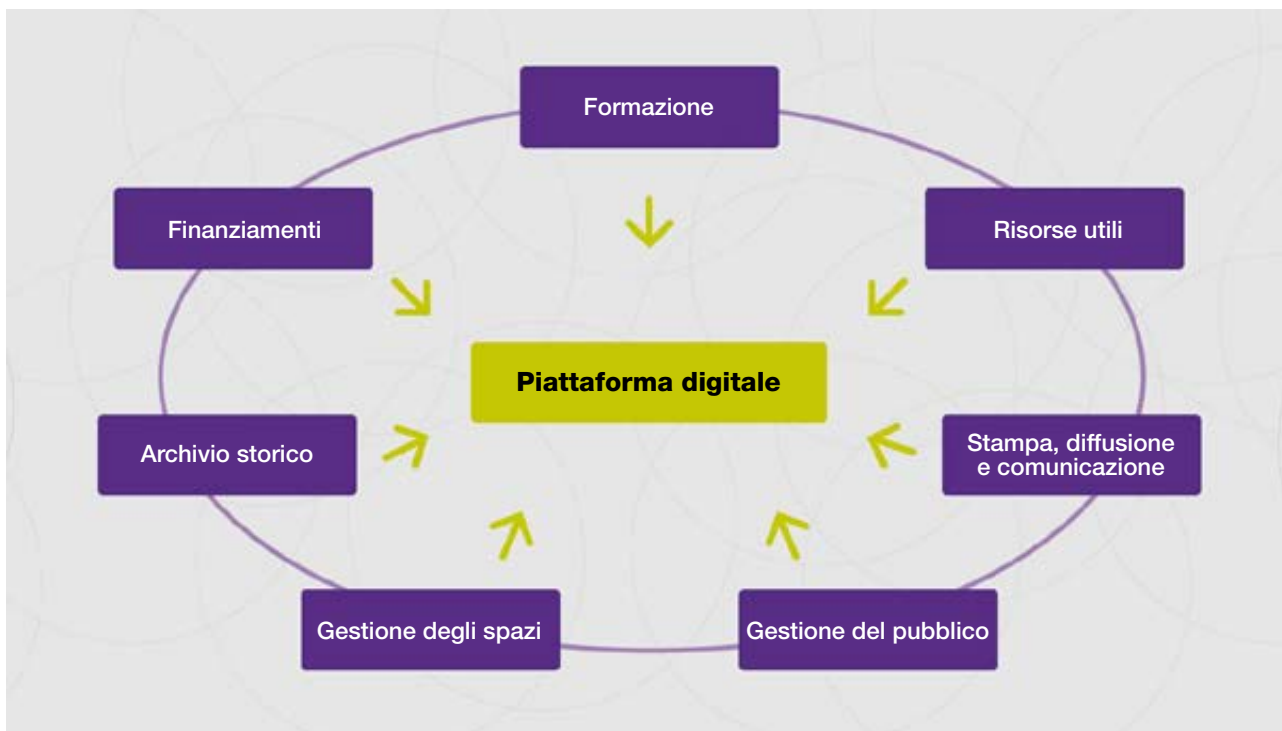 Formazione
Finanziamenti
Risorse utili
Piattaforma digitale
Archivio storico
Stampa, diffusione
e comunicazione
Gestione degli spazi
Gestione del pubblico